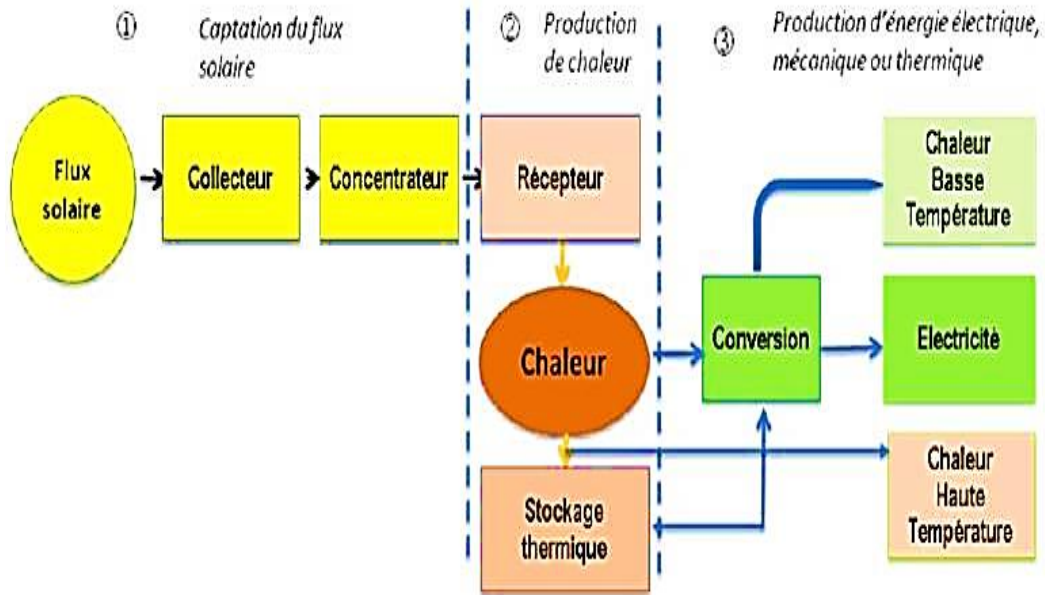 ① Captation du flux
solaire
② Production
de chaleur
③ Production d'énergie électrique,
mécanique ou thermique
Flux
solaire
Collecteur
Concentrateur
Récepteur
Chaleur
Stockage
thermique
Conversion
Chaleur
Basse
Température
Electricité
Chaleur
Haute
Température